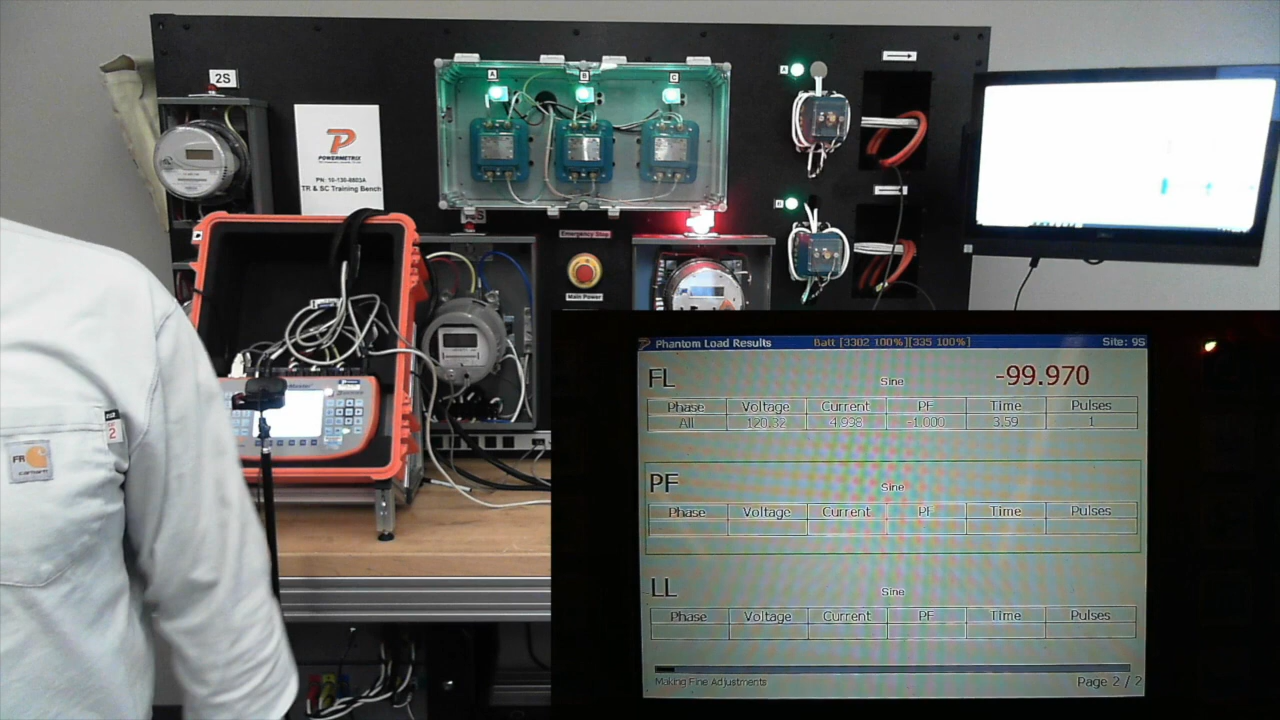 2S
A
B
C
A
POWERMETRIX
PN: 10-130-8803A
TR & SC Training Bench
B
Emergency Stop
Main Power
FR
carhartt
2
Phantom Load Results Batt [3302 100%][335 100%] Site: 9S
FL Sine -99.970
Phase Voltage Current PF Time Pulses
All 120.32 4.998 -1.000 3.59 1
PF Sine
Phase Voltage Current PF Time Pulses
LL Sine
Phase Voltage Current PF Time Pulses
Making Fine Adjustments Page 2 / 2